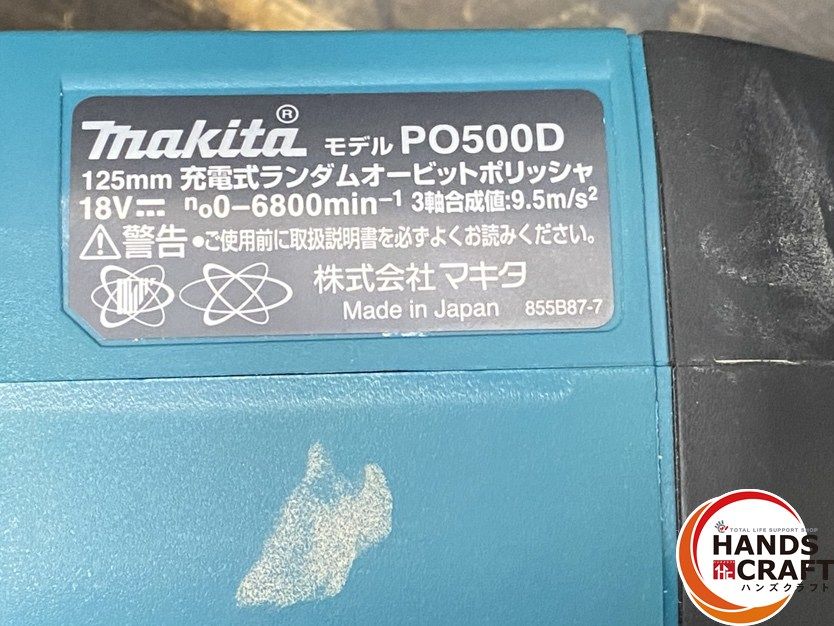 makita® モデル PO500D
125mm 充電式ランダムオービットポリッシャ
18V⎓ n₀0-6800min⁻¹ 3軸合成値:9.5m/s²
⚠警告 •ご使用前に取扱説明書を必ずよくお読みください。
株式会社 マキタ
Made in Japan 855B87-7
TOTAL LIFE SUPPORT SHOP
HANDS
CRAFT
ハンズクラフト